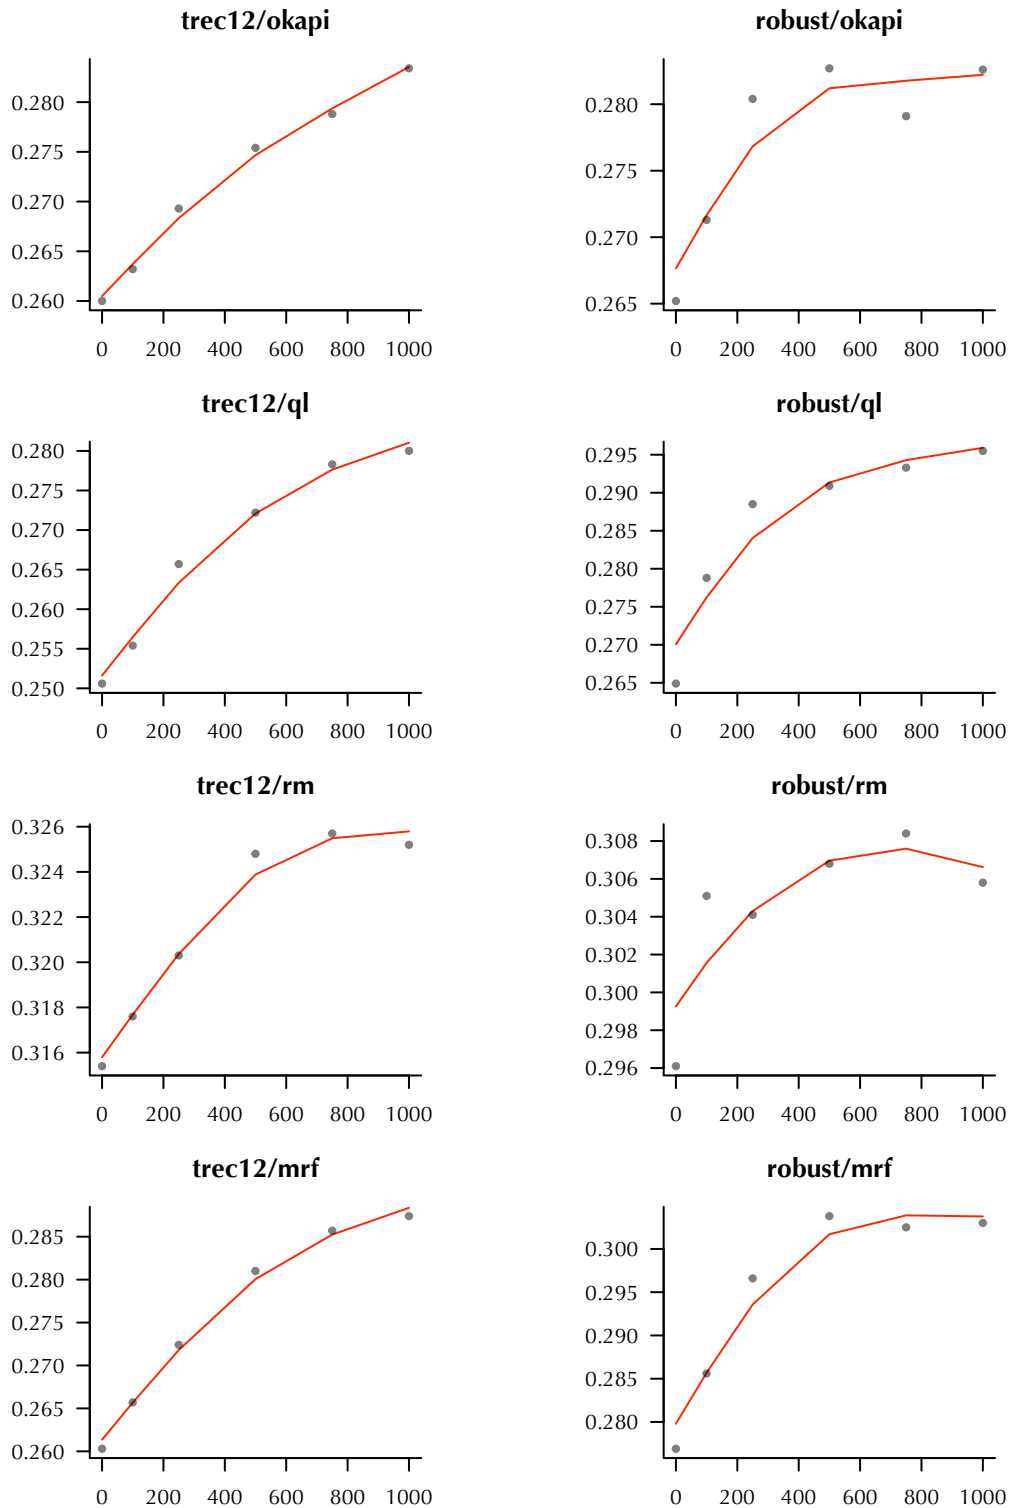 trec12/okapi
0.280
0.275
0.270
0.265
0.260
0 200 400 600 800 1000
robust/okapi
0.280
0.275
0.270
0.265
0 200 400 600 800 1000
trec12/ql
0.280
0.275
0.270
0.265
0.260
0.255
0.250
0 200 400 600 800 1000
robust/ql
0.295
0.290
0.285
0.280
0.275
0.270
0.265
0 200 400 600 800 1000
trec12/rm
0.326
0.324
0.322
0.320
0.318
0.316
0 200 400 600 800 1000
robust/rm
0.308
0.306
0.304
0.302
0.300
0.298
0.296
0 200 400 600 800 1000
trec12/mrf
0.285
0.280
0.275
0.270
0.265
0.260
0 200 400 600 800 1000
robust/mrf
0.300
0.295
0.290
0.285
0.280
0 200 400 600 800 1000